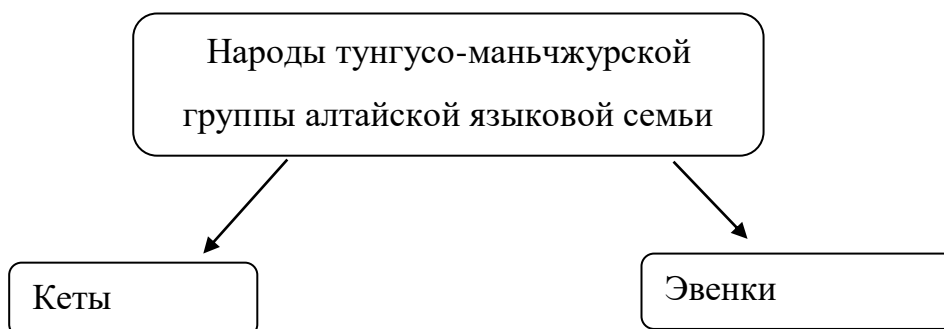 Народы тунгусо-маньчжурской
группы алтайской языковой семьи
Кеты
Эвенки